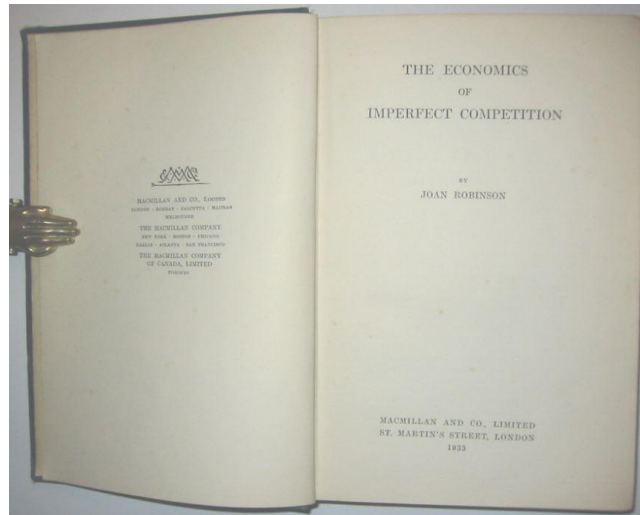 MACMILLAN AND CO., LIMITED
LONDON · BOMBAY · CALCUTTA · MADRAS
MELBOURNE
THE MACMILLAN COMPANY
NEW YORK · BOSTON · CHICAGO
DALLAS · ATLANTA · SAN FRANCISCO
THE MACMILLAN COMPANY
OF CANADA, LIMITED
TORONTO
THE ECONOMICS
OF
IMPERFECT COMPETITION
BY
JOAN ROBINSON
MACMILLAN AND CO., LIMITED
ST. MARTIN'S STREET, LONDON
1933